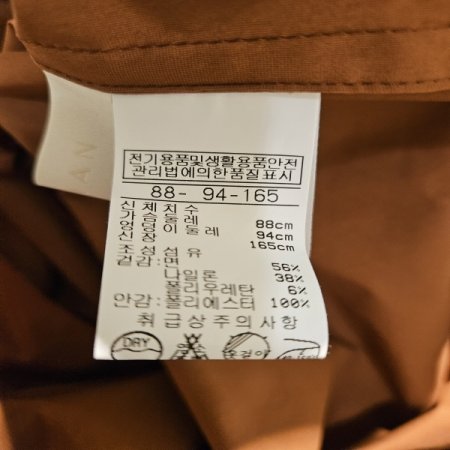 AN
전기용품및생활용품안전
관리법에의한품질표시
88- 94-165
신체치수
가슴둘레 88cm
엉덩이둘레 94cm
신장 165cm
조성섬유
겉감:면 56%
나일론 38%
폴리우레탄 6%
안감:폴리에스터 100%
취급상주의사항
DRY